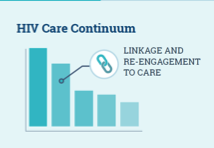 HIV Care Continuum
LINKAGE AND
RE-ENGAGEMENT
TO CARE